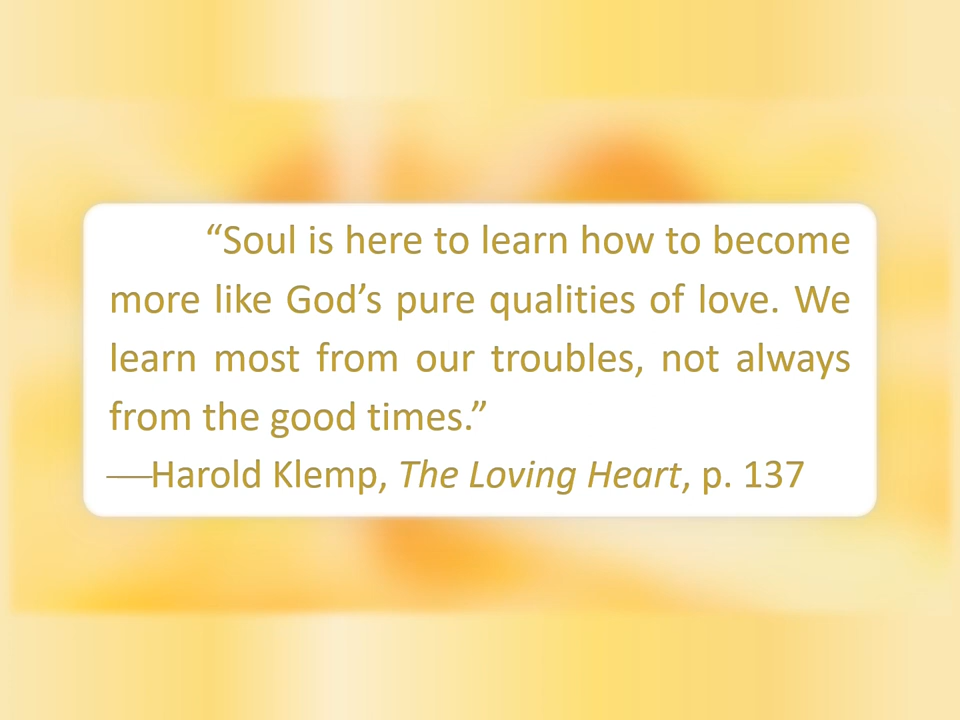 “Soul is here to learn how to become
more like God’s pure qualities of love. We
learn most from our troubles, not always
from the good times.”
—Harold Klemp, The Loving Heart, p. 137